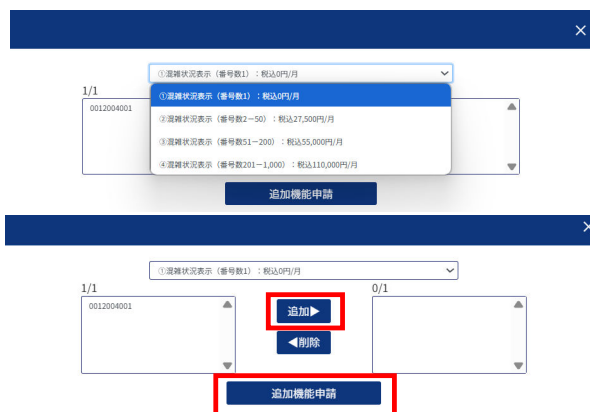 ×
①混雑状況表示（番号数1）：税込0円/月
1/1
0012004001
①混雑状況表示（番号数1）：税込0円/月
②混雑状況表示（番号数2－50）：税込27,500円/月
③混雑状況表示（番号数51－200）：税込55,000円/月
④混雑状況表示（番号数201－1,000）：税込110,000円/月
追加機能申請
×
①混雑状況表示（番号数1）：税込0円/月
1/1
0/1
0012004001
追加▶
◀削除
追加機能申請